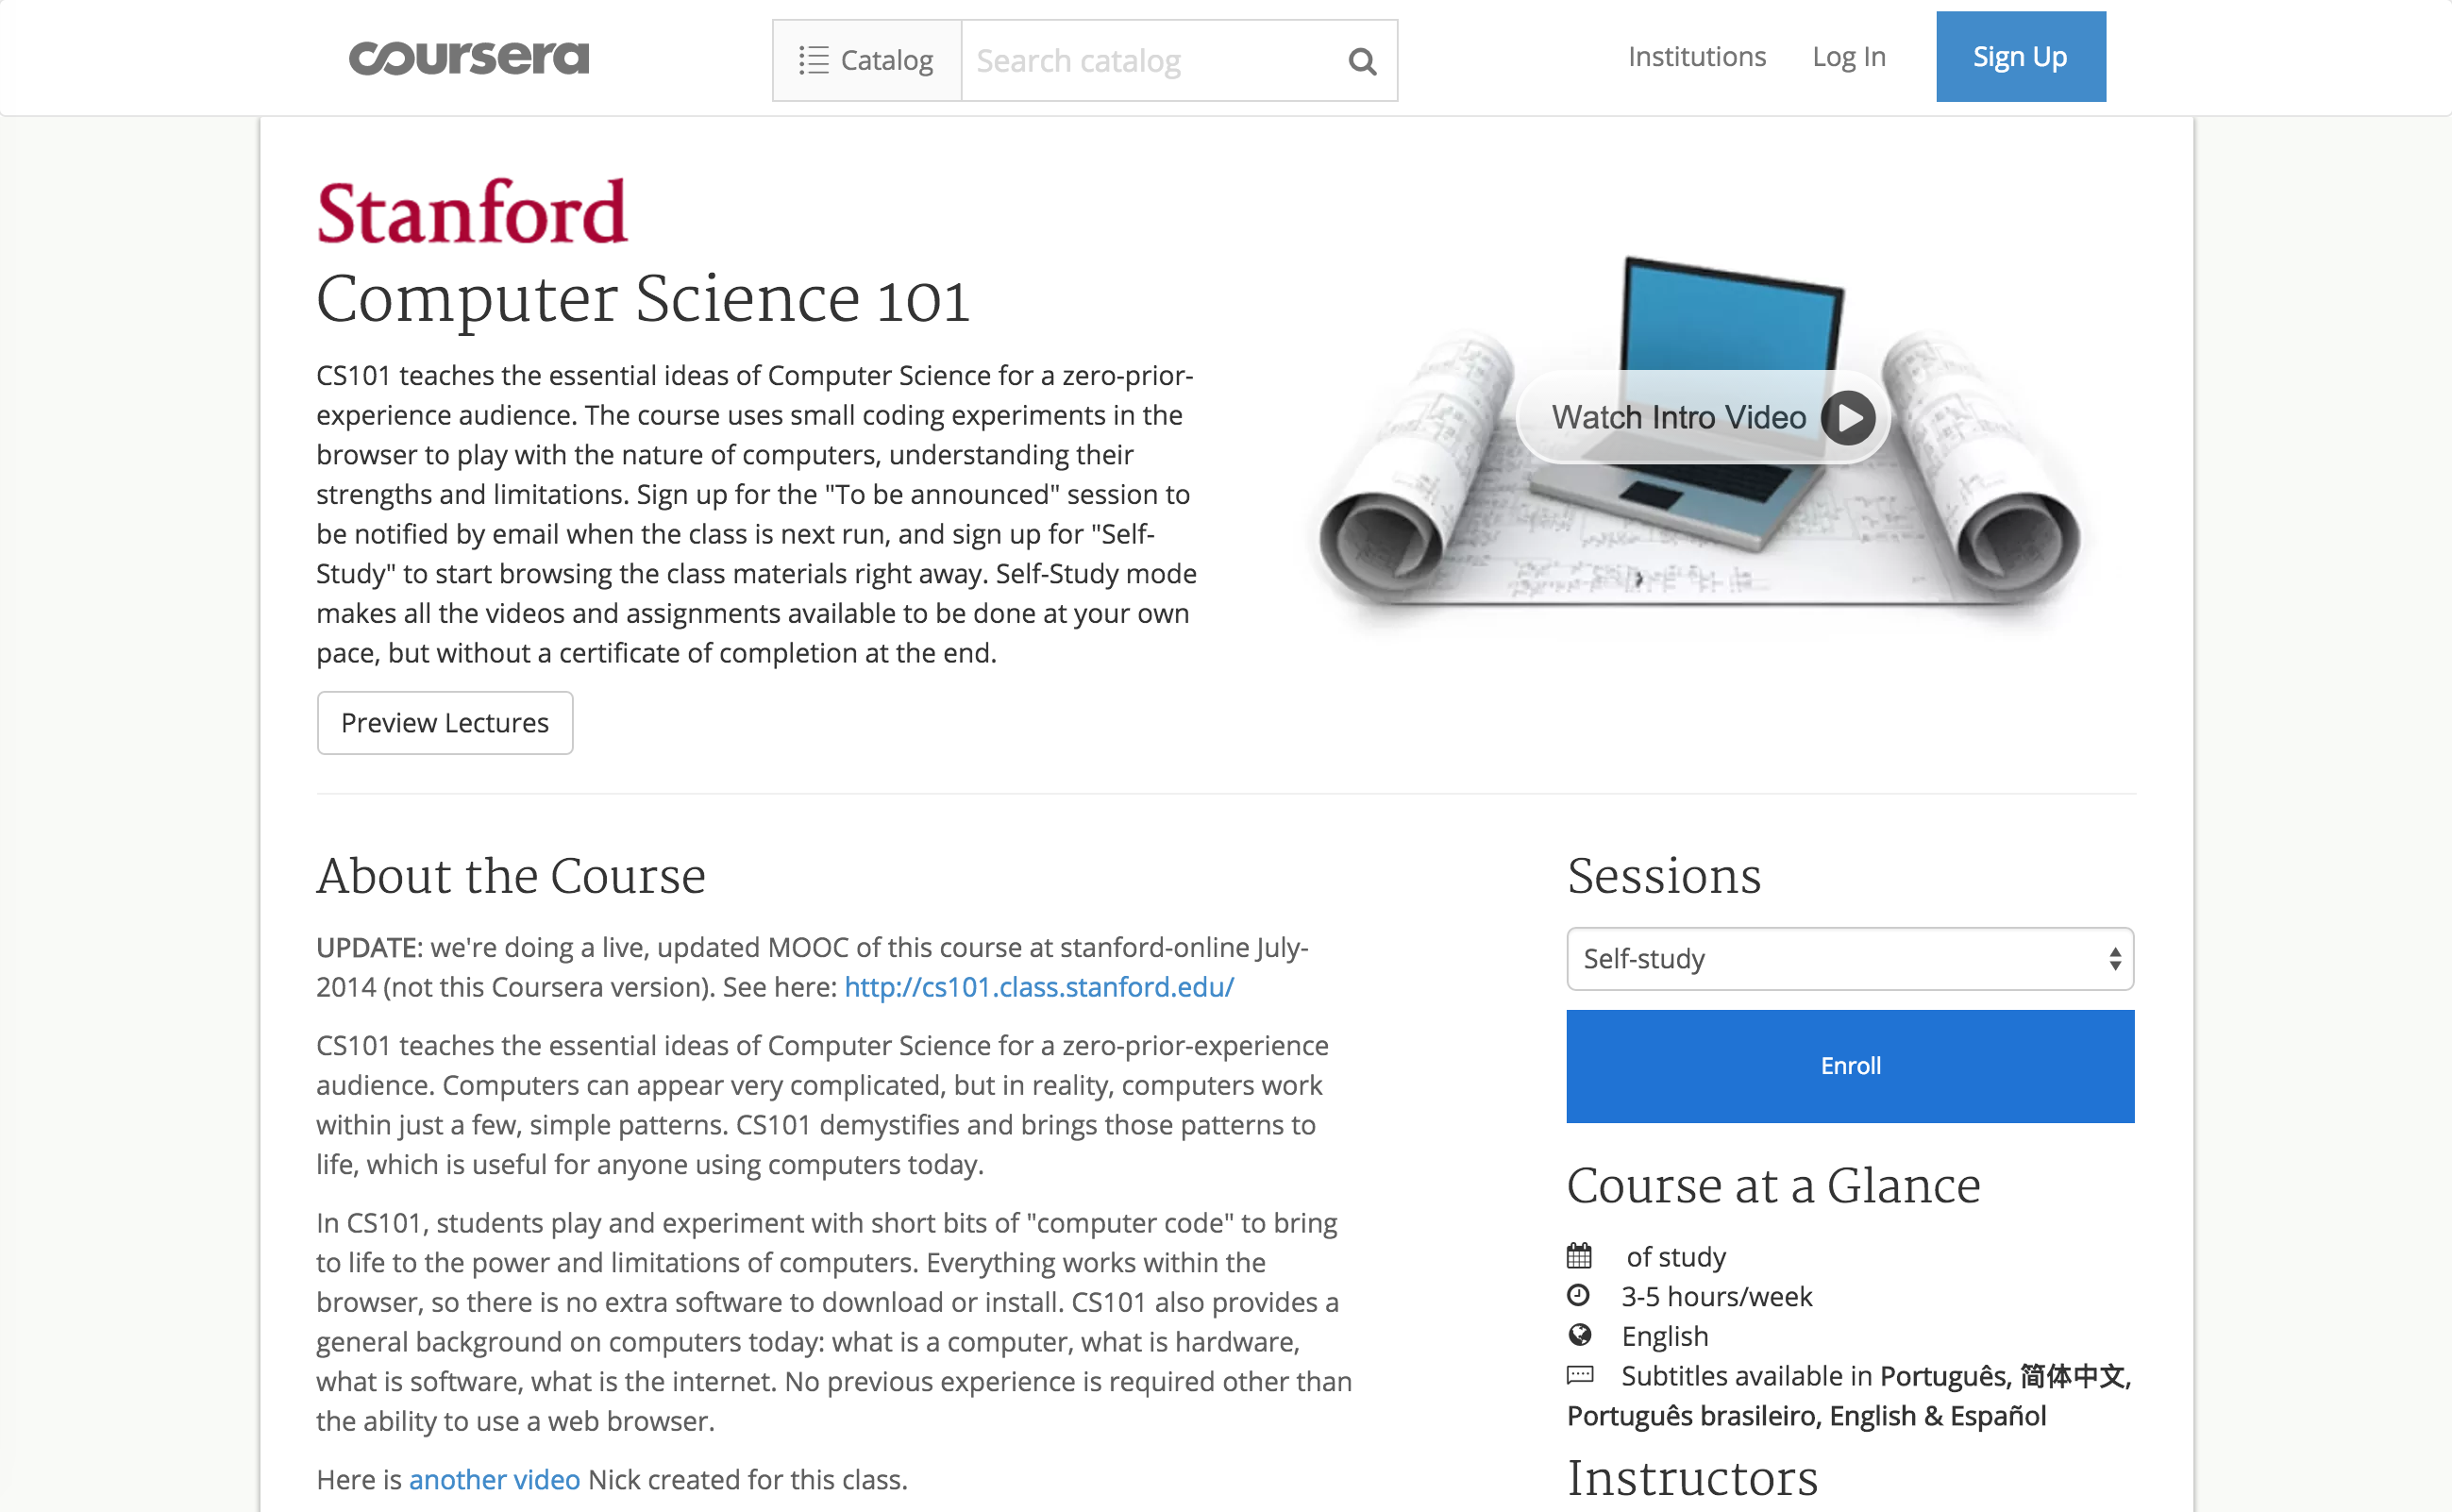 coursera
Catalog
Search catalog
Institutions
Log In
Sign Up
Stanford
Computer Science 101
CS101 teaches the essential ideas of Computer Science for a zero-prior-
experience audience. The course uses small coding experiments in the
browser to play with the nature of computers, understanding their
strengths and limitations. Sign up for the "To be announced" session to
be notified by email when the class is next run, and sign up for "Self-
Study" to start browsing the class materials right away. Self-Study mode
makes all the videos and assignments available to be done at your own
pace, but without a certificate of completion at the end.
Preview Lectures
Watch Intro Video
About the Course
UPDATE: we're doing a live, updated MOOC of this course at stanford-online July-
2014 (not this Coursera version). See here: http://cs101.class.stanford.edu/
CS101 teaches the essential ideas of Computer Science for a zero-prior-experience
audience. Computers can appear very complicated, but in reality, computers work
within just a few, simple patterns. CS101 demystifies and brings those patterns to
life, which is useful for anyone using computers today.
In CS101, students play and experiment with short bits of "computer code" to bring
to life to the power and limitations of computers. Everything works within the
browser, so there is no extra software to download or install. CS101 also provides a
general background on computers today: what is a computer, what is hardware,
what is software, what is the internet. No previous experience is required other than
the ability to use a web browser.
Here is another video Nick created for this class.
Sessions
Self-study
Enroll
Course at a Glance
of study
3-5 hours/week
English
Subtitles available in Português, 简体中文,
Português brasileiro, English & Español
Instructors